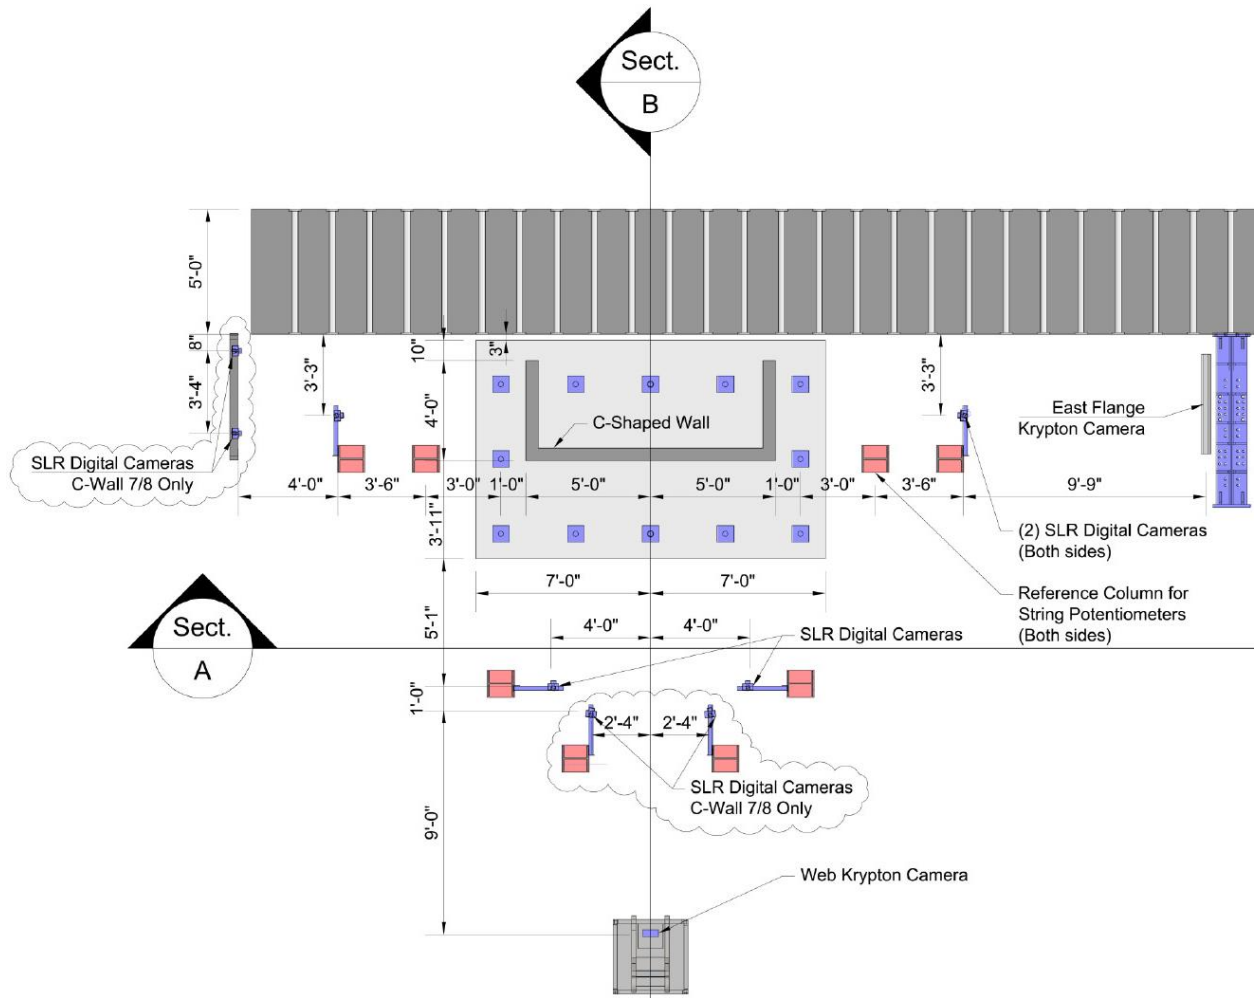 Sect.
B
5'-0"
8"
3'-4"
3'-3"
10"
3"
4'-0"
3'-3"
C-Shaped Wall
East Flange
Krypton Camera
SLR Digital Cameras
C-Wall 7/8 Only
4'-0"
3'-6"
3'-0"
1'-0"
5'-0"
5'-0"
1'-0"
3'-0"
3'-6"
9'-9"
3'-11"
(2) SLR Digital Cameras
(Both sides)
7'-0"
7'-0"
Reference Column for
String Potentiometers
(Both sides)
Sect.
A
5'-1"
4'-0"
4'-0"
SLR Digital Cameras
1'-0"
2'-4"
2'-4"
SLR Digital Cameras
C-Wall 7/8 Only
9'-0"
Web Krypton Camera